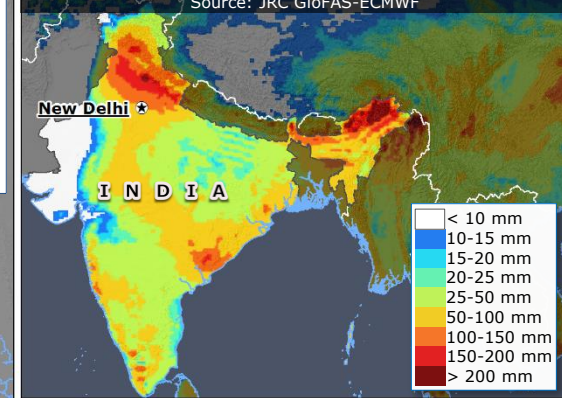 Source: JRC GloFAS-ECMWF
New Delhi
INDIA
< 10 mm
10-15 mm
15-20 mm
20-25 mm
25-50 mm
50-100 mm
100-150 mm
150-200 mm
> 200 mm